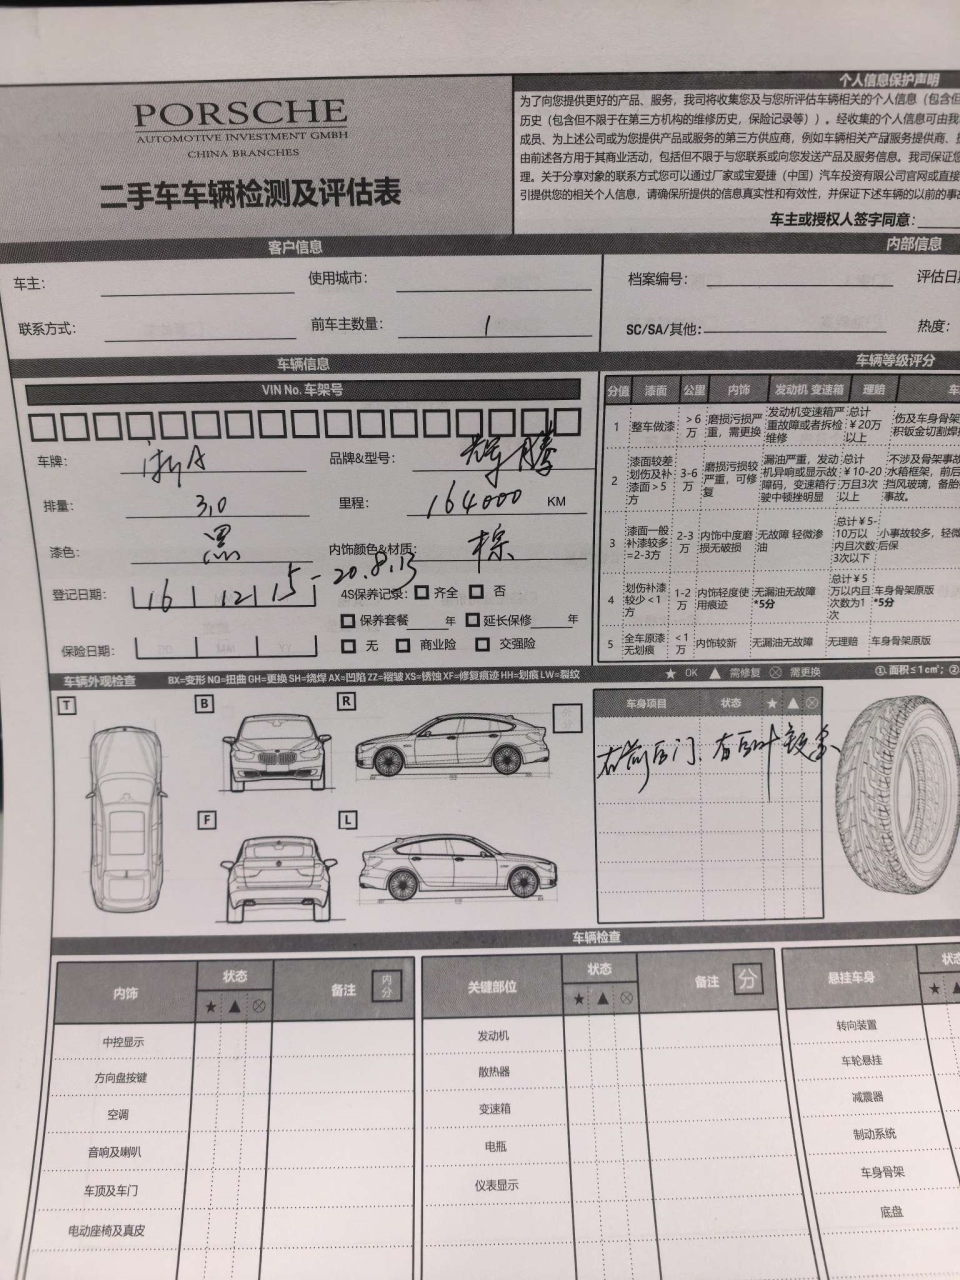 PORSCHE
AUTOMOTIVE INVESTMENT GMBH
CHINA BRANCHES
二手车车辆检测及评估表
个人信息保护声明
为了向您提供更好的产品、服务，我司将收集您及与您所评估车辆相关的个人信息（包含但
历史（包含但不限于在第三方机构的维修历史，保险记录等））。经收集的个人信息可由我
成员、为上述公司或为您提供产品或服务的第三方供应商，例如车辆相关产品服务提供商、
由前述各方用于其商业活动，包括但不限于与您联系或向您发送产品及服务信息。我司保证您
理。关于分享对象的联系方式您可以通过厂家或宝爱捷（中国）汽车投资有限公司官网或直接
引提供您的相关个人信息，请确保所提供的信息真实性和有效性，并保证下述车辆的以前的事
车主或授权人签字同意：
客户信息
内部信息
车主：
使用城市：
档案编号：
评估日期
联系方式：
前车主数量：
1
SC/SA/其他：
热度：
车辆信息
车辆等级评分
VIN No. 车架号
车牌：
浙A
品牌&型号：
辉腾
排量：
3.0
里程：
164000
KM
漆色：
黑
内饰颜色&材质：
棕
登记日期：
16
12
15
- 20.8.13
4S保养记录：
齐全
否
保养套餐 年
延长保修 年
保险日期：
无
商业险
交强险
分值 漆面 公里 内饰 发动机 变速箱 理赔 车
1 整车做漆 >6万 磨损污损严重，需更换 发动机变速箱严重故障或者拆检维修 总计￥20万以上 伤及车身骨架
积钣金切割焊
2 漆面较差划伤及补漆面>5方 3-6万 磨损污损较严重，可修复 漏油严重，发动机异响或显示故障码，变速箱行驶中顿挫明显 总计￥10-20万且3次以上 不涉及骨架事故
水箱框架，前后
挡风玻璃，备胎
事故。
3 漆面一般补漆较多=2-3方 2-3万 内饰中度磨损无破损 无故障 轻微渗油 总计￥5-10万以内且次数3次以下 小事故较多，轻微
后保
4 划伤补漆较少<1方 1-2万 内饰轻度使用痕迹 无漏油无故障*5分 总计￥5万以内且次数为1次 车身骨架原版*5分
5 全车原漆无划痕 <1万 内饰较新 无漏油无故障 无理赔 车身骨架原版
车辆外观检查
BX=变形 NQ=扭曲 GH=更换 SH=烧焊 AX=凹陷 ZZ=褶皱 XS=锈蚀 XF=修复痕迹 HH=划痕 LW=裂纹
★ OK ▲ 需修复 ⊗ 需更换
①. 面积≤1c㎡；②
T
B
R
F
L
车身项目 状态 ★ ▲ ⊗
右前后门、右后叶
车辆检查
内饰 状态 ★ ▲ ⊗ 备注 内分
中控显示
方向盘按键
空调
音响及喇叭
车顶及车门
电动座椅及真皮
关键部位 状态 ★ ▲ ⊗ 备注 分
发动机
散热器
变速箱
电瓶
仪表显示
悬挂车身 状态 ★ ▲
转向装置
车轮悬挂
减震器
制动系统
车身骨架
底盘